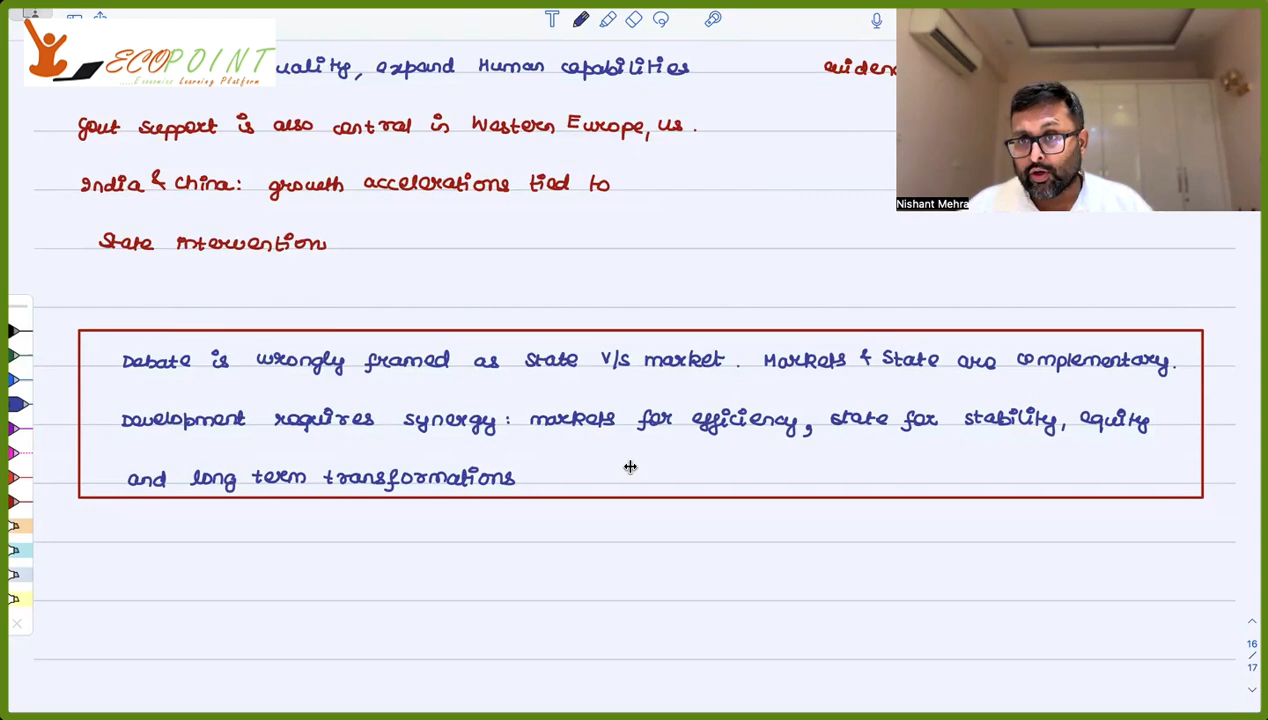 ECOPOINT
....Economics Learning Platform
uality, expand Human capabilities
eviden
Govt support is also central in Western Europe, US.
India & China: growth accelerations tied to
State intervention
Nishant Mehra
Debate is wrongly framed as State v/s market. Markets & State are complementary.
Development requires synergy: markets for efficiency, state for stability, equity
and long term transformations
16
/
17